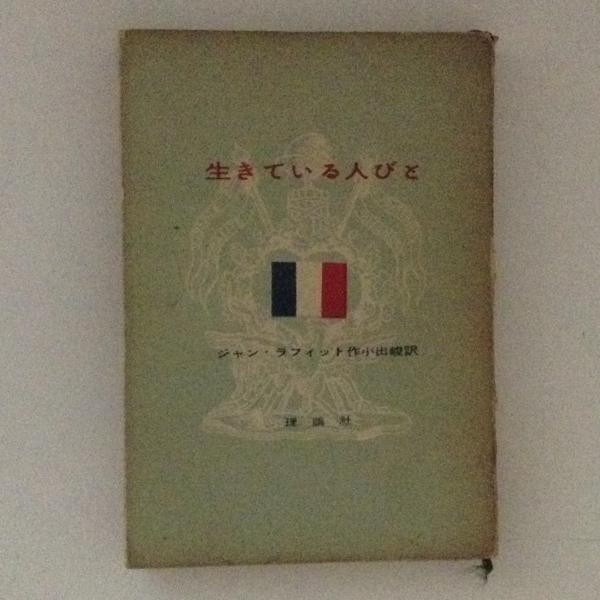 生きている人びと
ジャン・ラフィット作小出峻訳
理論社